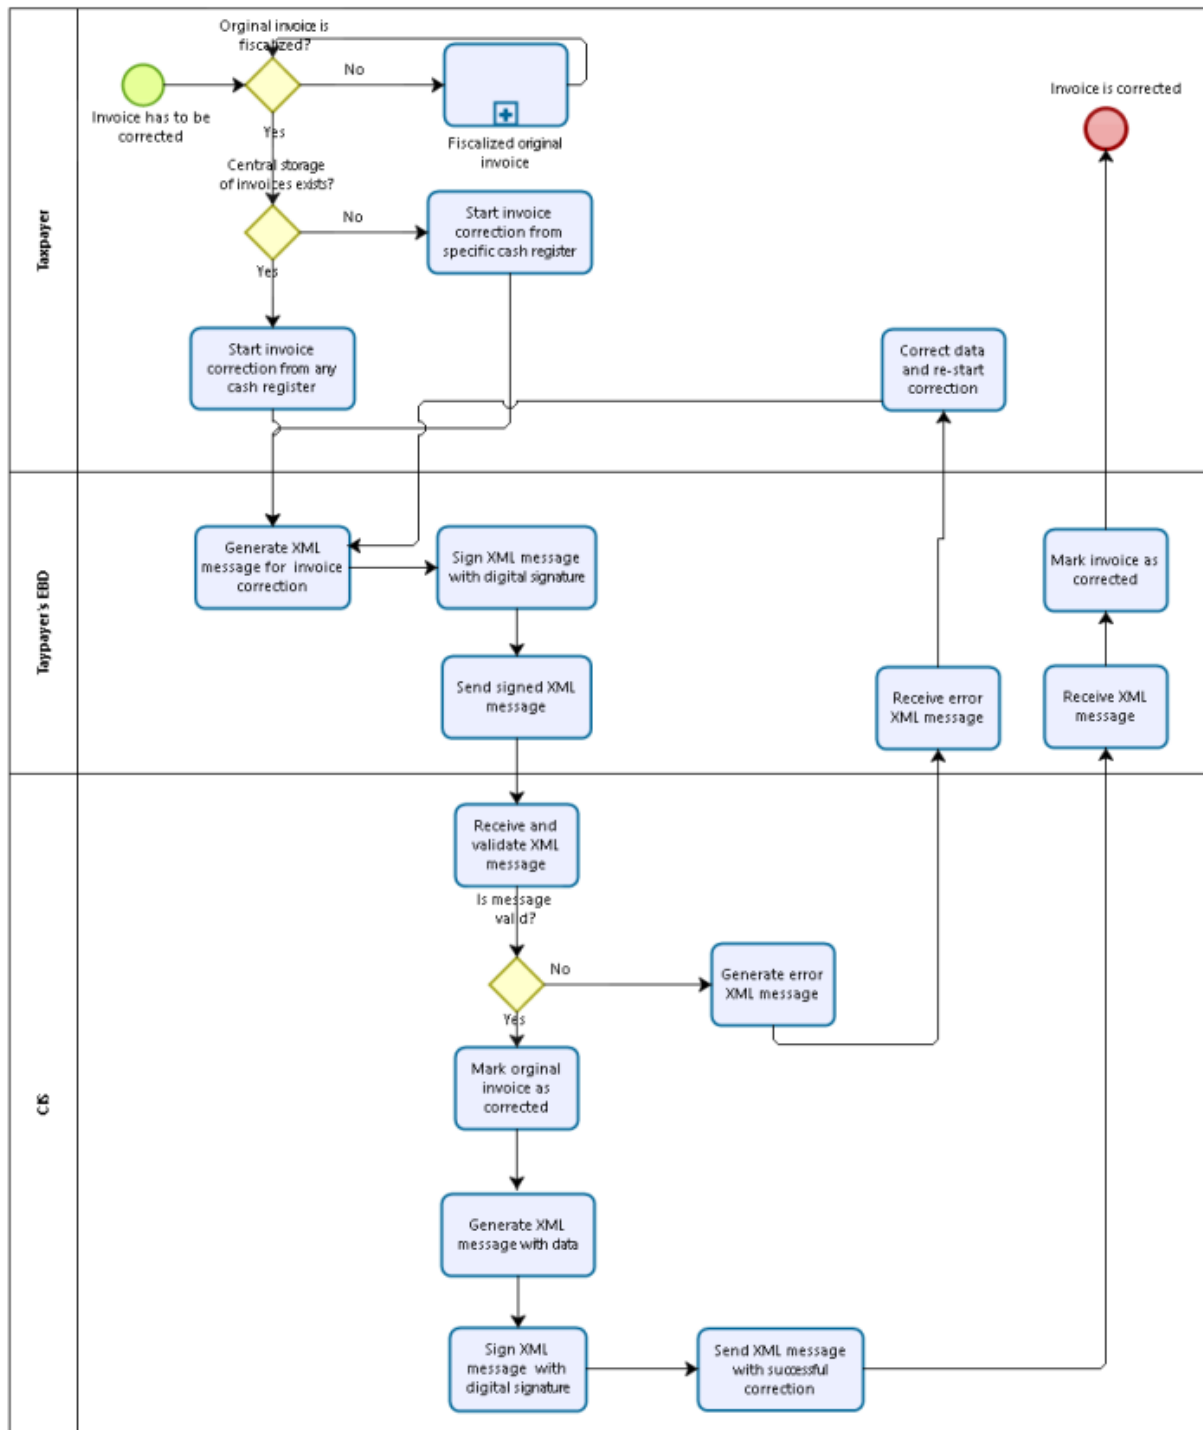 Taxpayer
Orginal invoice is
fiscalized?
No
Invoice has to be
corrected
Yes
Fiscalized original
invoice
Invoice is corrected
Central storage
of invoices exists?
No
Start invoice
correction from
specific cash register
Yes
Start invoice
correction from any
cash register
Correct data
and re-start
correction
Taypayer's EBD
Generate XML
message for invoice
correction
Sign XML message
with digital signature
Mark invoice as
corrected
Send signed XML
message
Receive error
XML message
Receive XML
message
CIS
Receive and
validate XML
message
Is message
valid?
No
Generate error
XML message
Yes
Mark orginal
invoice as
corrected
Generate XML
message with data
Sign XML
message with
digital signature
Send XML message
with successful
correction